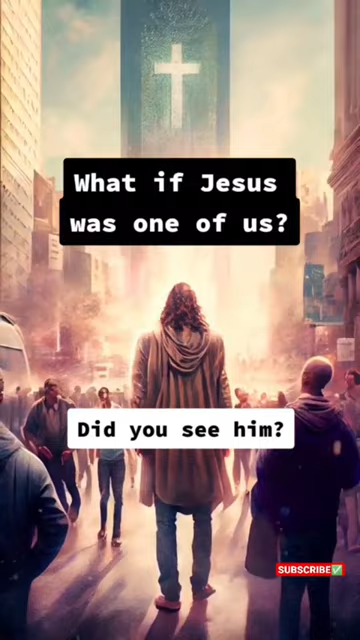 What if Jesus
was one of us?
Did you see him?
SUBSCRIBE✅